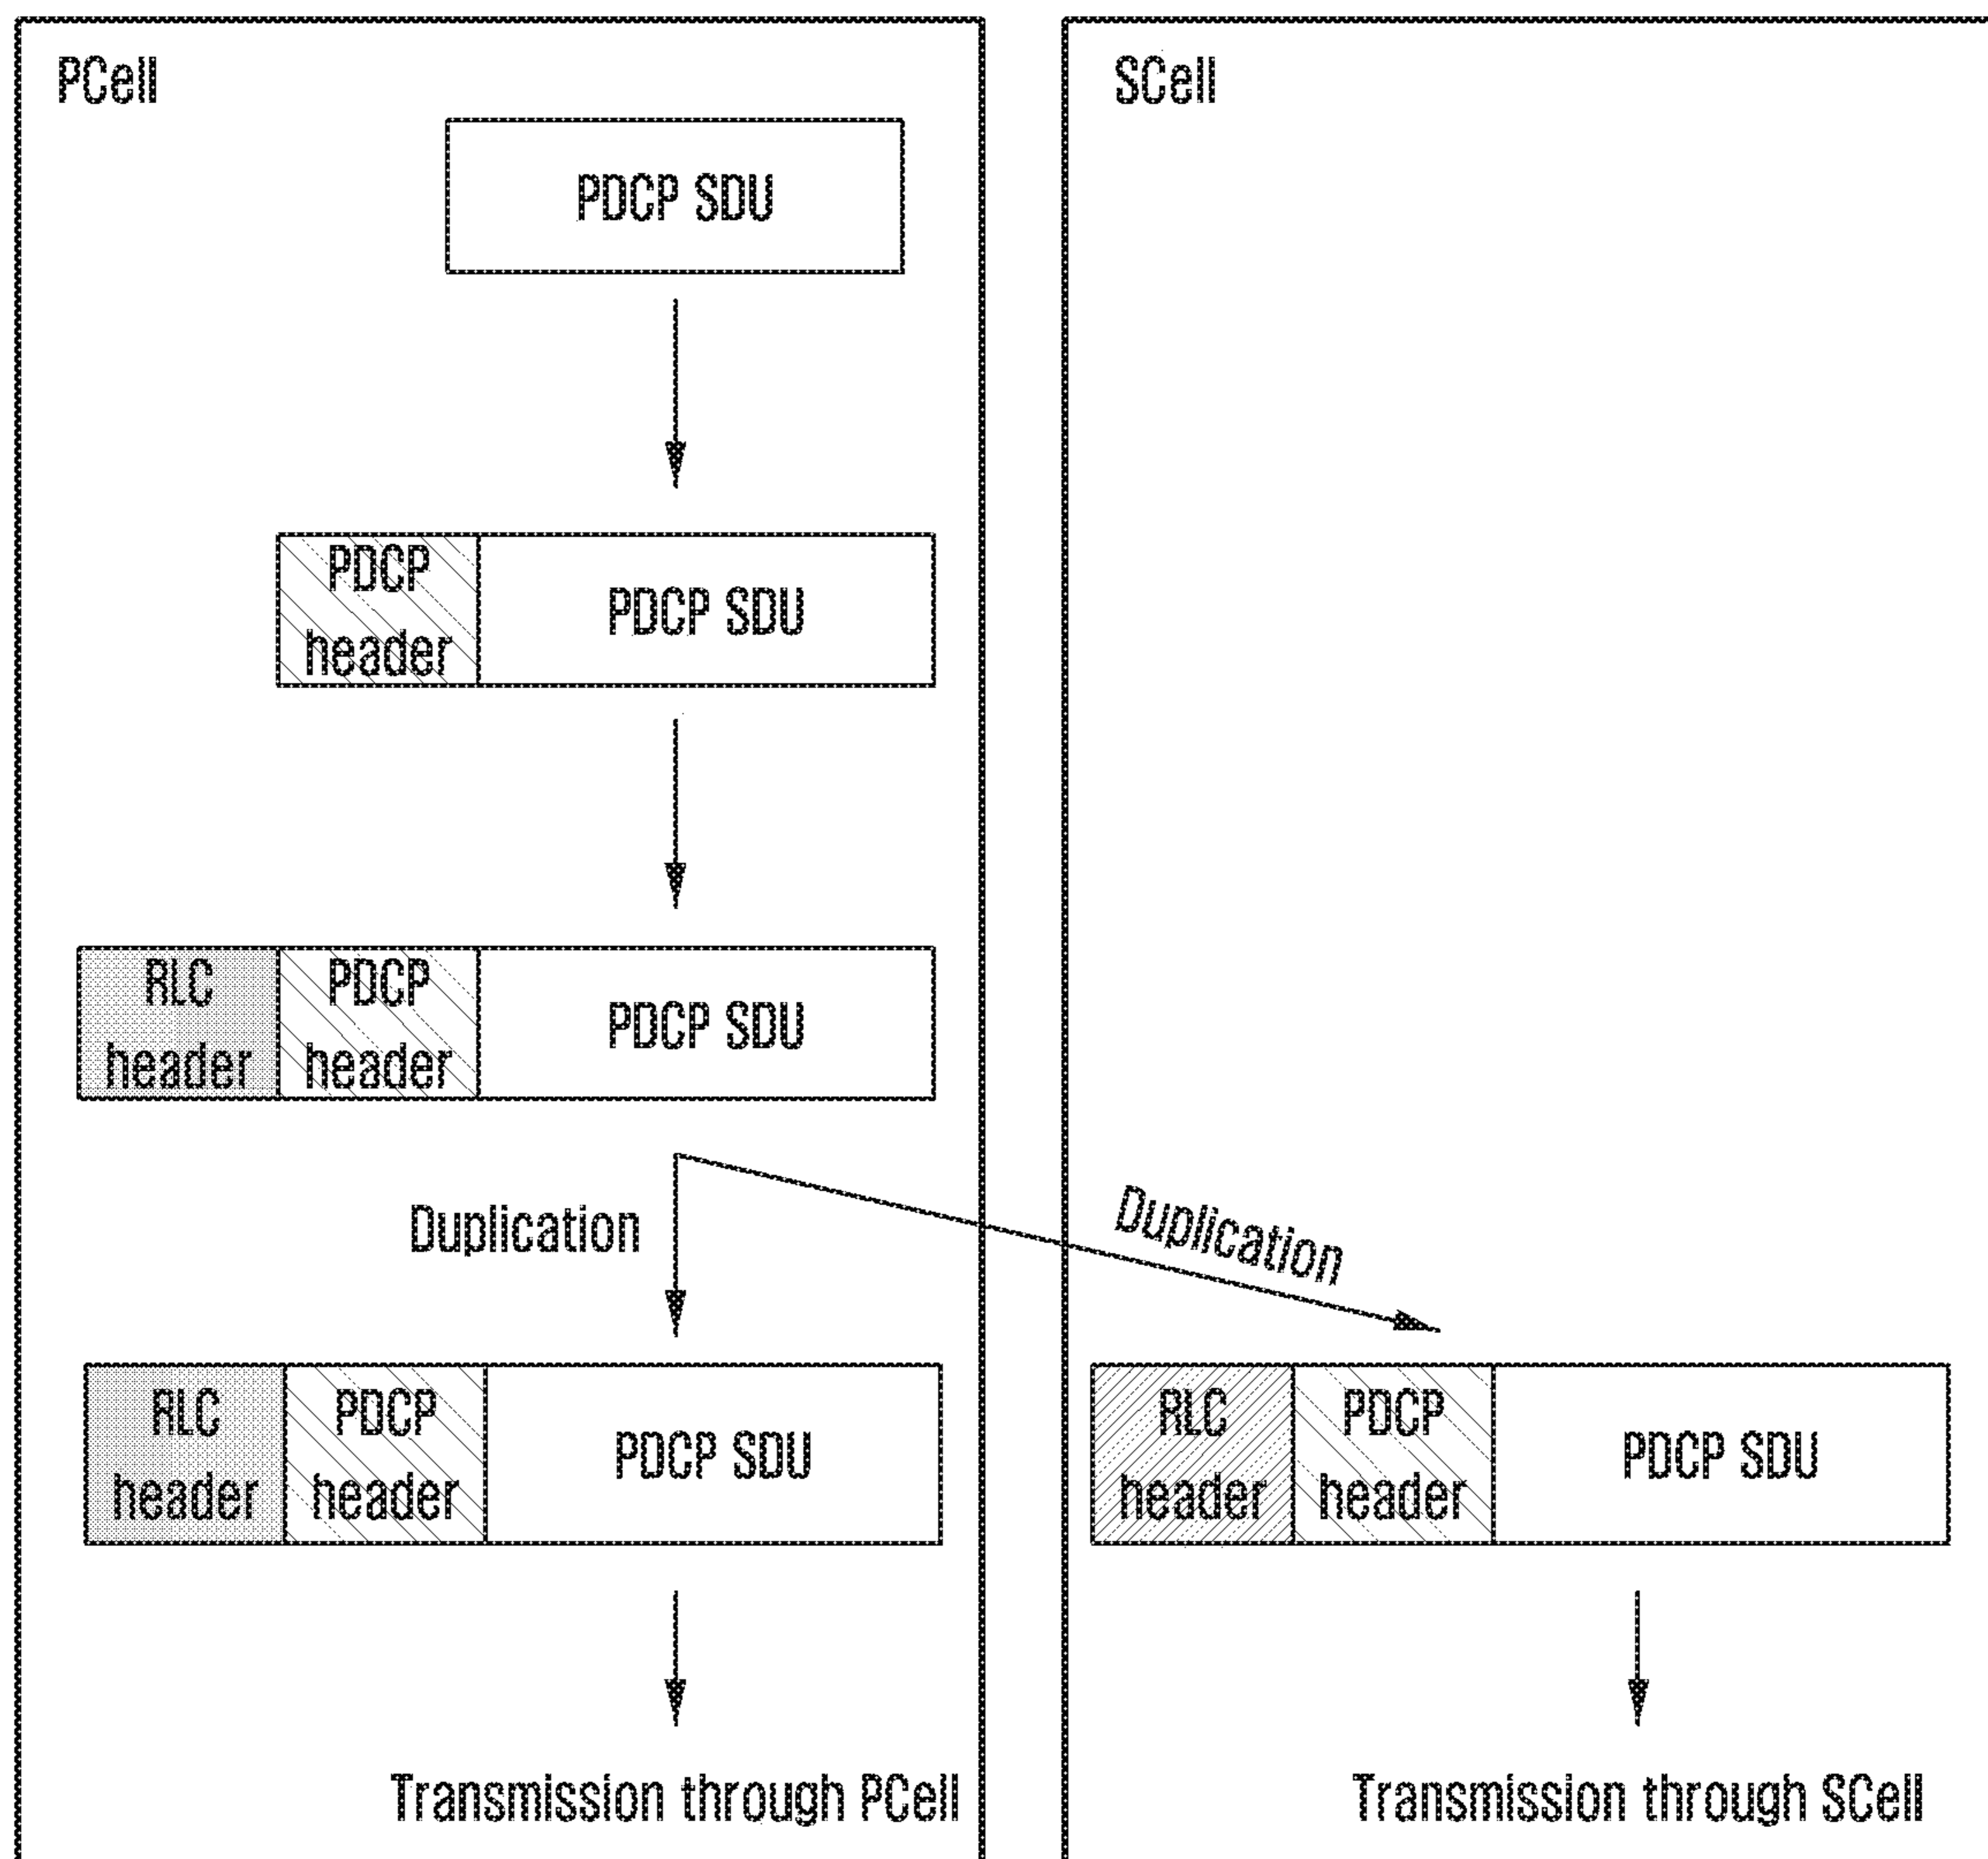 PCell
PDCP SDU
PDCP
header
PDCP SDU
RLC
header
PDCP
header
PDCP SDU
Duplication
RLC
header
PDCP
header
PDCP SDU
Transmission through PCell
SCell
Duplication
RLC
header
PDCP
header
PDCP SDU
Transmission through SCell